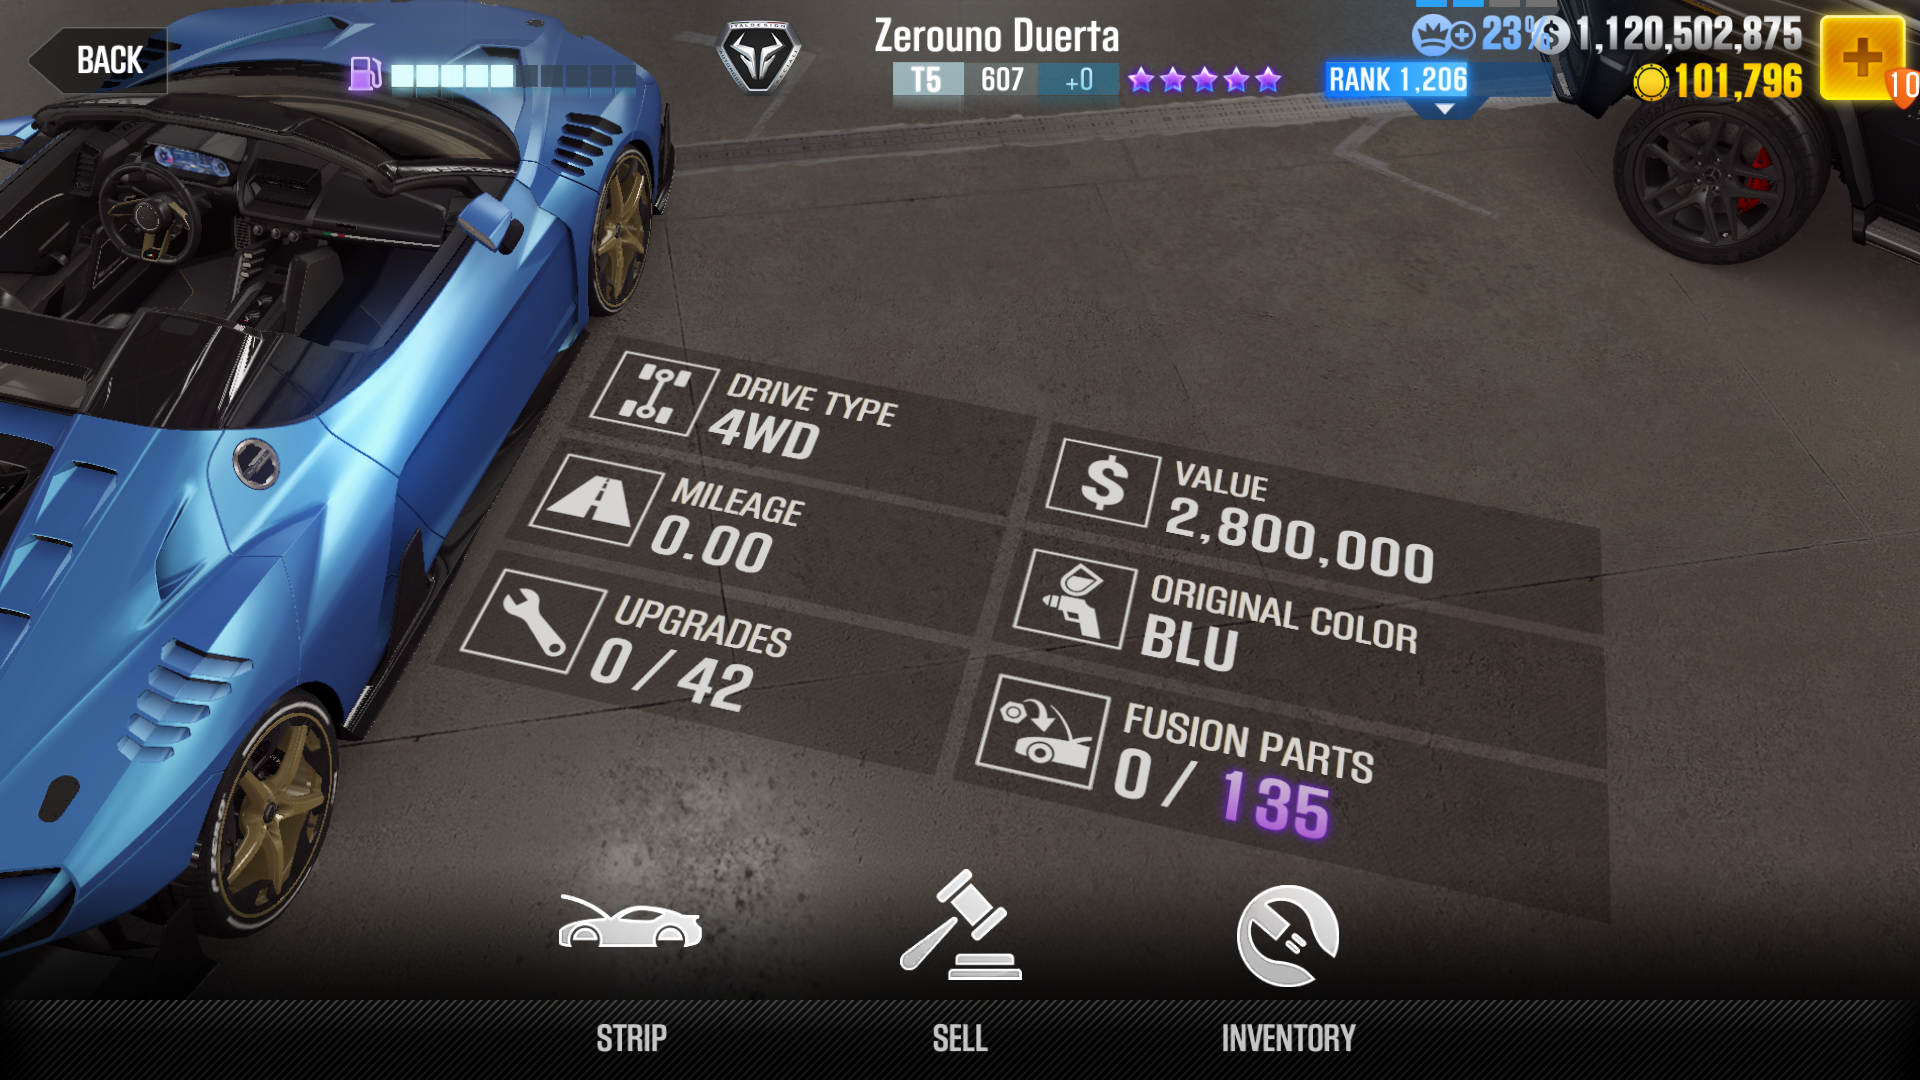 BACK
ITALDESIGN
Zerouno Duerta
T5 607 +0
RANK 1,206
23%
$ 1,120,502,875
101,796
10
DRIVE TYPE
4WD
MILEAGE
0.00
UPGRADES
0 / 42
VALUE
2,800,000
ORIGINAL COLOR
BLU
FUSION PARTS
0 / 135
STRIP
SELL
INVENTORY